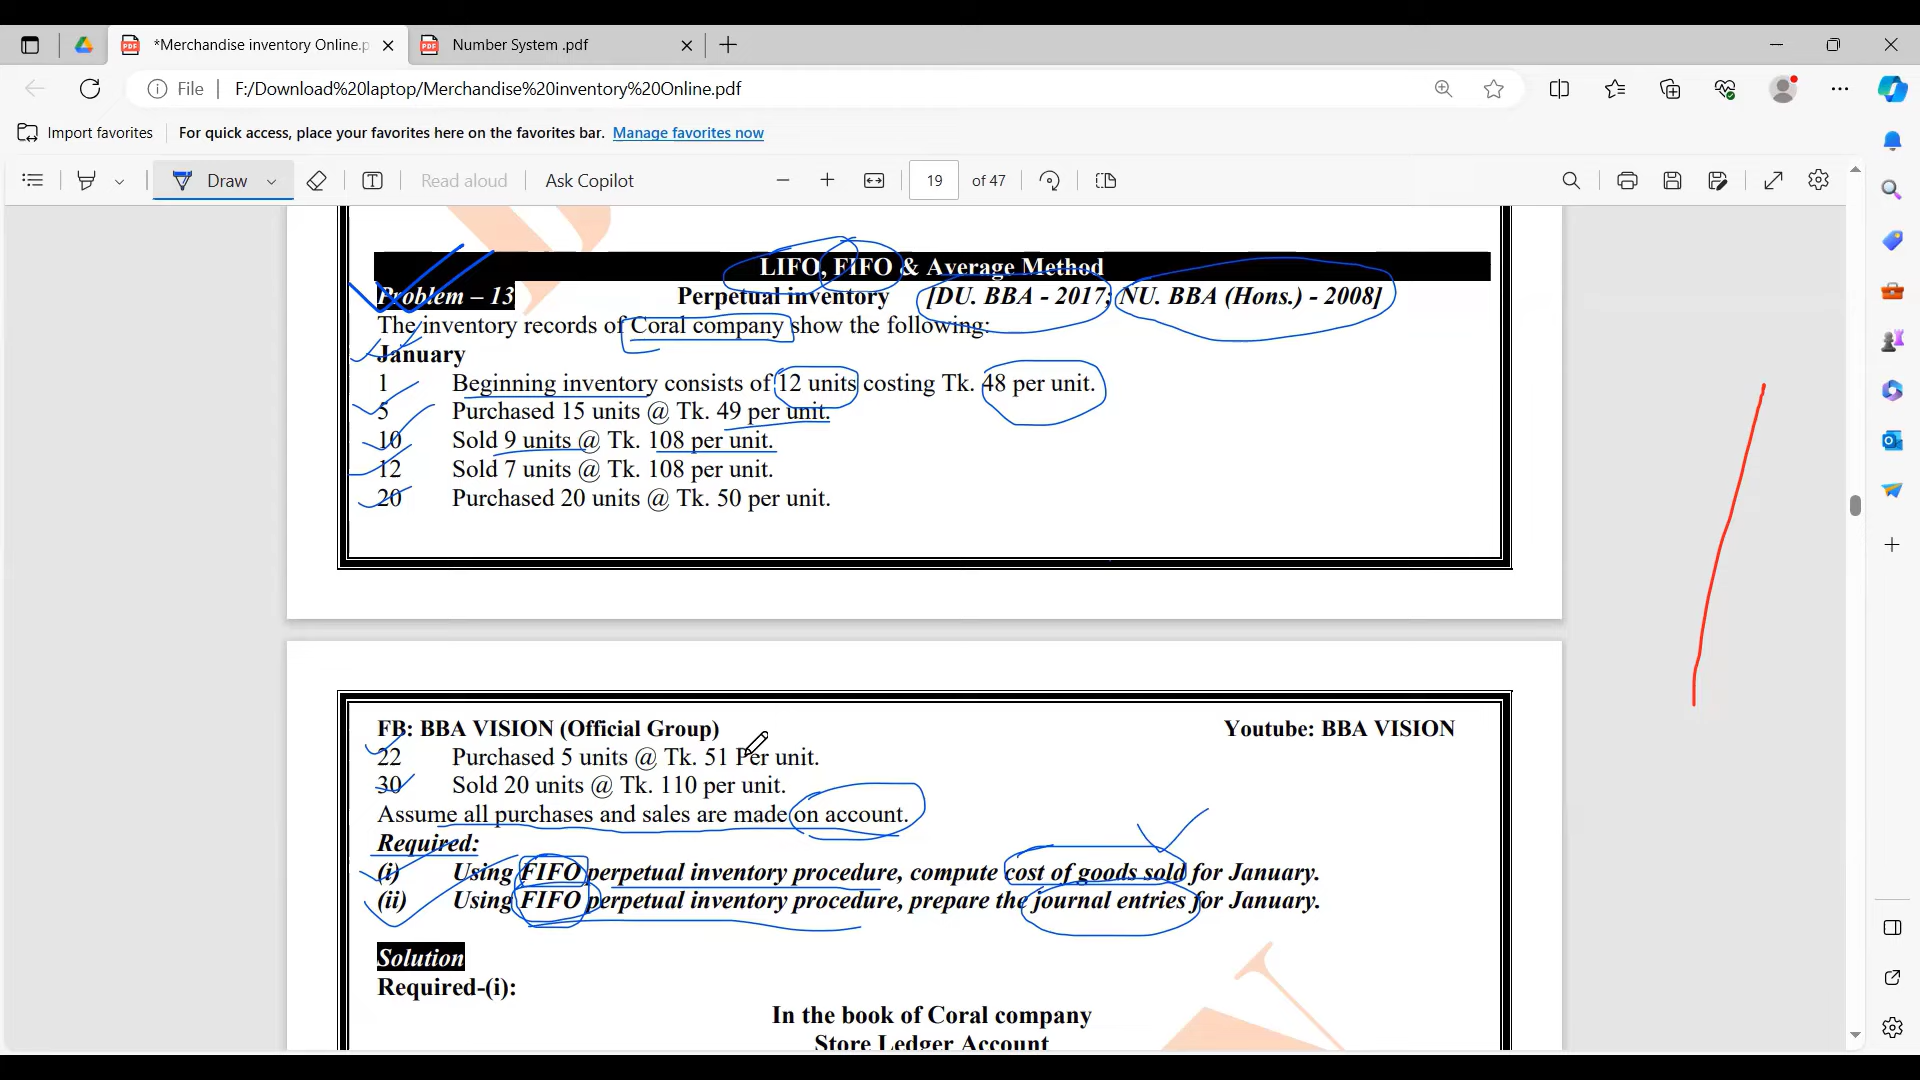 *Merchandise inventory Online.p
Number System .pdf
File F:/Download%20laptop/Merchandise%20inventory%20Online.pdf
Import favorites For quick access, place your favorites here on the favorites bar. Manage favorites now
Draw Read aloud Ask Copilot 19 of 47
LIFO, FIFO & Average Method
Problem – 13 Perpetual inventory [DU. BBA - 2017; NU. BBA (Hons.) - 2008]
The inventory records of Coral company show the following:
January
1 Beginning inventory consists of 12 units costing Tk. 48 per unit.
5 Purchased 15 units @ Tk. 49 per unit.
10 Sold 9 units @ Tk. 108 per unit.
12 Sold 7 units @ Tk. 108 per unit.
20 Purchased 20 units @ Tk. 50 per unit.
FB: BBA VISION (Official Group) Youtube: BBA VISION
22 Purchased 5 units @ Tk. 51 Per unit.
30 Sold 20 units @ Tk. 110 per unit.
Assume all purchases and sales are made on account.
Required:
(i) Using FIFO perpetual inventory procedure, compute cost of goods sold for January.
(ii) Using FIFO perpetual inventory procedure, prepare the journal entries for January.
Solution
Required-(i):
In the book of Coral company
Store Ledger Account